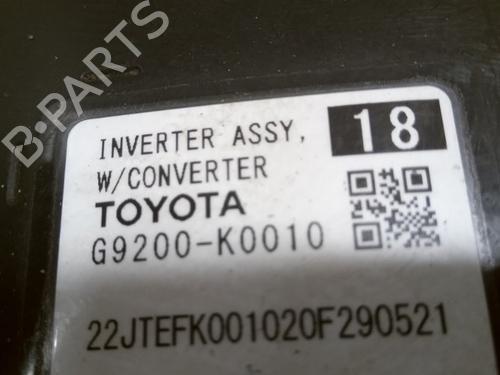 B-PARTS
INVERTER ASSY,
18
W/CONVERTER
TOYOTA
G9200-K0010
22JTEFK001020F290521